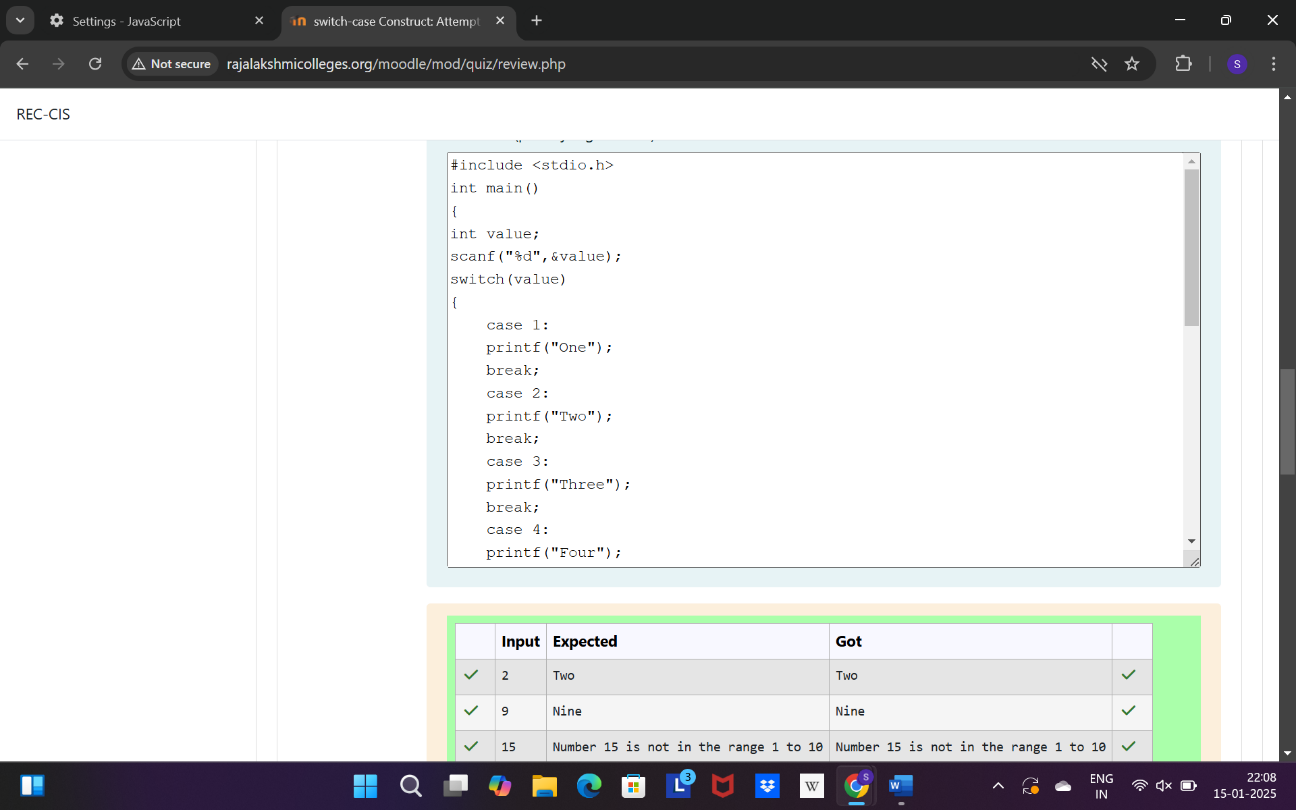 Settings - JavaScript
switch-case Construct: Attempt
Not secure
rajalakshmicolleges.org/moodle/mod/quiz/review.php
S
REC-CIS
#include <stdio.h>
int main()
{
int value;
scanf("%d",&value);
switch(value)
{
case 1:
printf("One");
break;
case 2:
printf("Two");
break;
case 3:
printf("Three");
break;
case 4:
printf("Four");
Input Expected Got
2 Two Two
9 Nine Nine
15 Number 15 is not in the range 1 to 10 Number 15 is not in the range 1 to 10
L 3
W
S
W
ENG
IN
22:08
15-01-2025